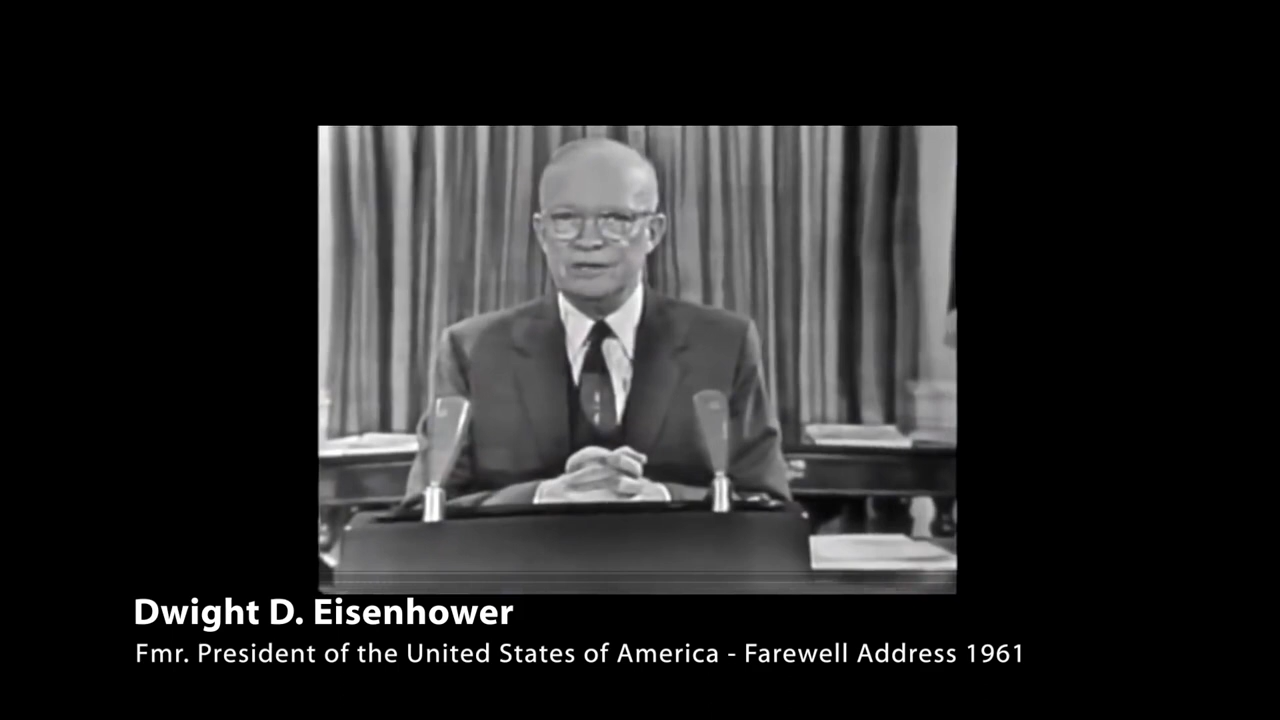 Dwight D. Eisenhower
Fmr. President of the United States of America - Farewell Address 1961